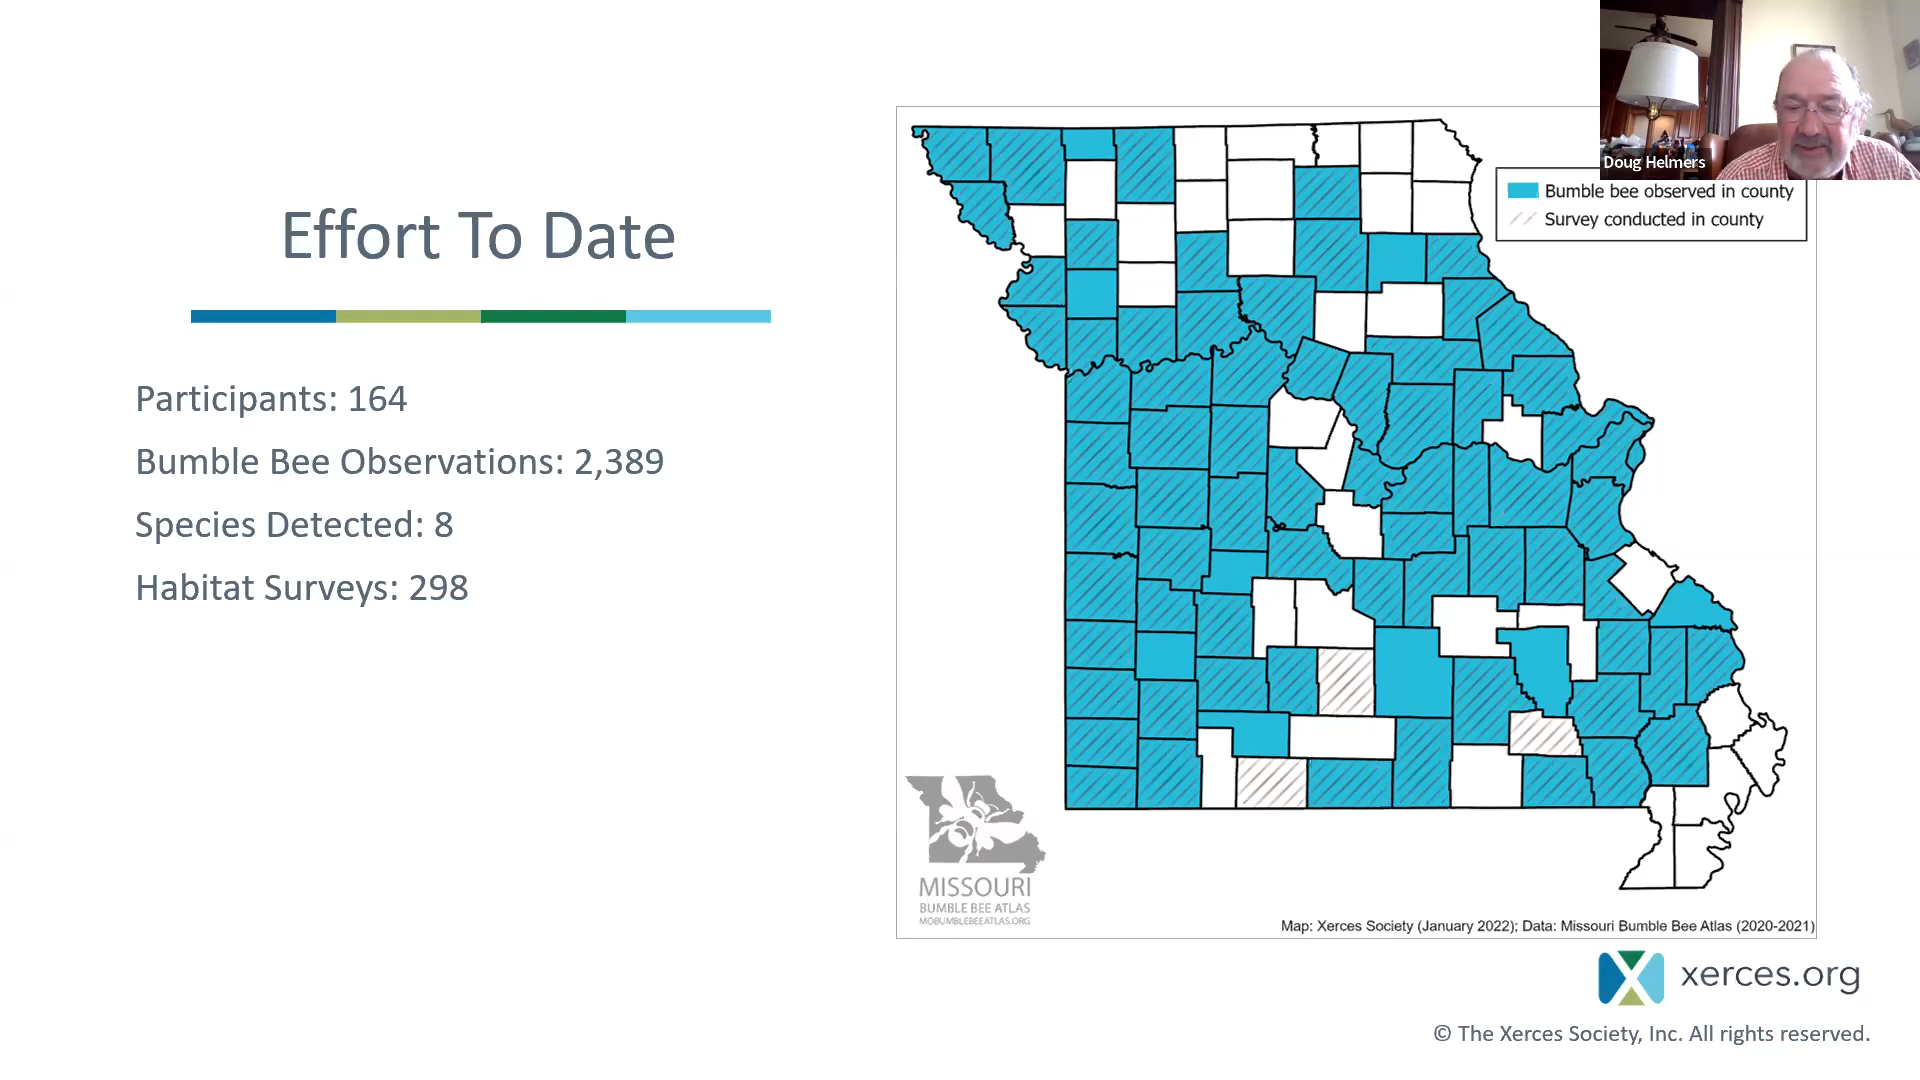 Effort To Date
Participants: 164
Bumble Bee Observations: 2,389
Species Detected: 8
Habitat Surveys: 298
Doug Helmers
Bumble bee observed in county
Survey conducted in county
MISSOURI
BUMBLE BEE ATLAS
MOBUMBLEBEEATLAS.ORG
Map: Xerces Society (January 2022); Data: Missouri Bumble Bee Atlas (2020-2021)
xerces.org
© The Xerces Society, Inc. All rights reserved.